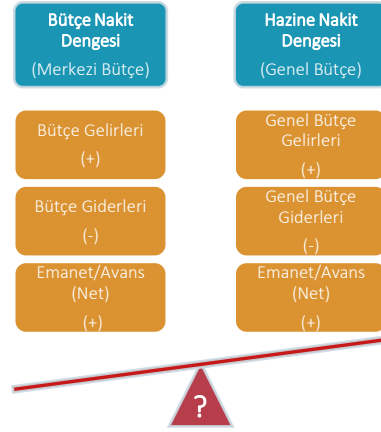 Bütçe Nakit
Dengesi
(Merkezi Bütçe)
Bütçe Gelirleri
(+)
Bütçe Giderleri
(-)
Emanet/Avans
(Net)
(+)
Hazine Nakit
Dengesi
(Genel Bütçe)
Genel Bütçe
Gelirleri
(+)
Genel Bütçe
Giderleri
(-)
Emanet/Avans
(Net)
(+)
?